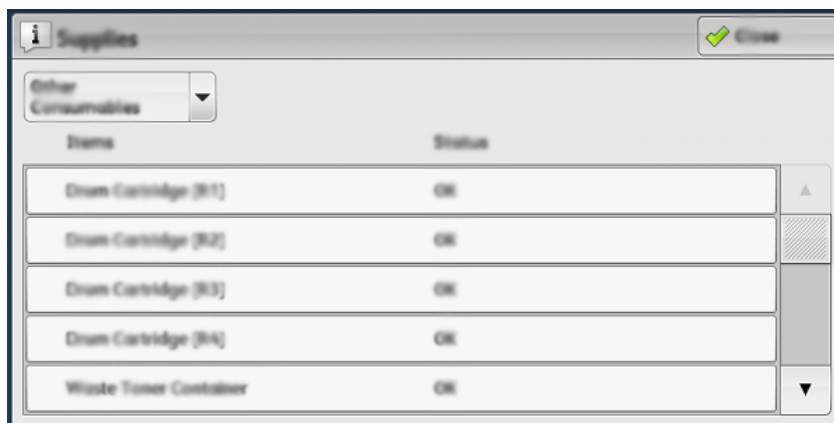 Supplies
Close
Other
Consumables
Items Status
Drum Cartridge [R1] OK
Drum Cartridge [R2] OK
Drum Cartridge [R3] OK
Drum Cartridge [R4] OK
Waste Toner Container OK